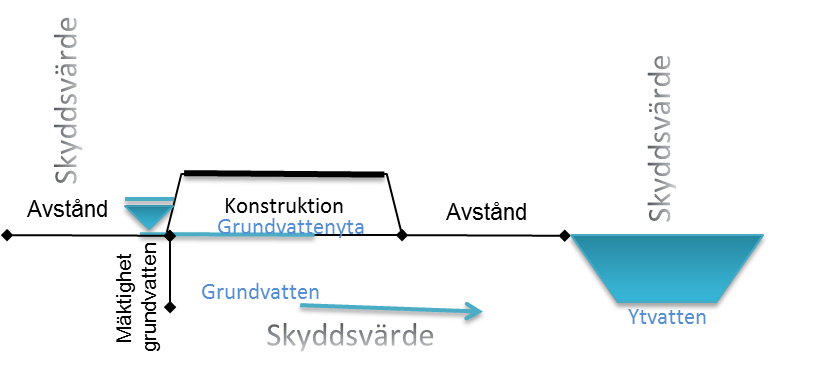 Skyddsvärde
Skyddsvärde
Avstånd
Konstruktion
Avstånd
Grundvattenyta
Mäktighet
grundvatten
Grundvatten
Ytvatten
Skyddsvärde